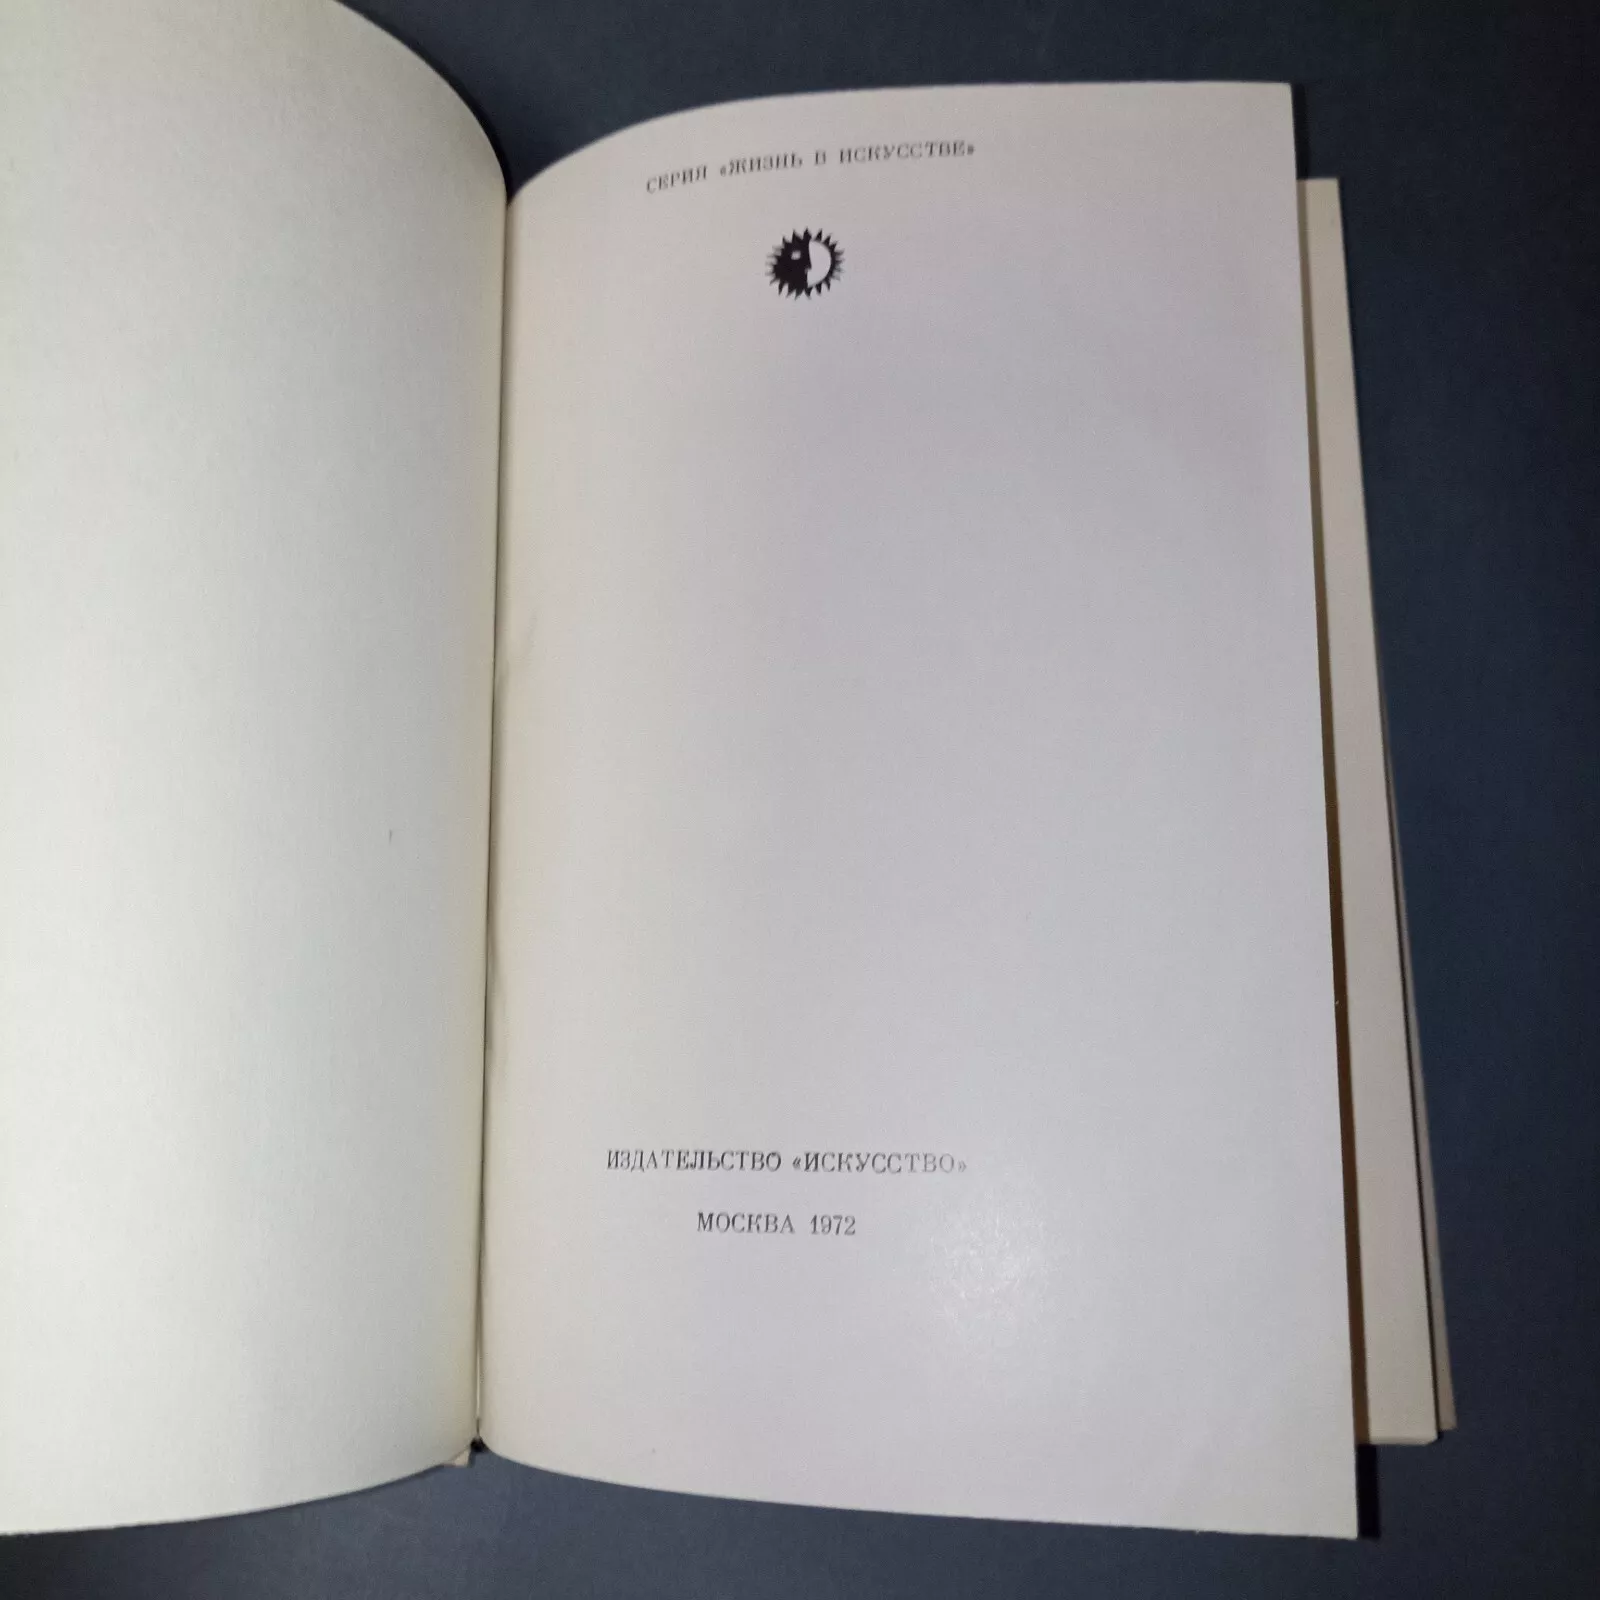 СЕРИЯ «ЖИЗНЬ В ИСКУССТВЕ»
ИЗДАТЕЛЬСТВО «ИСКУССТВО»
МОСКВА 1972